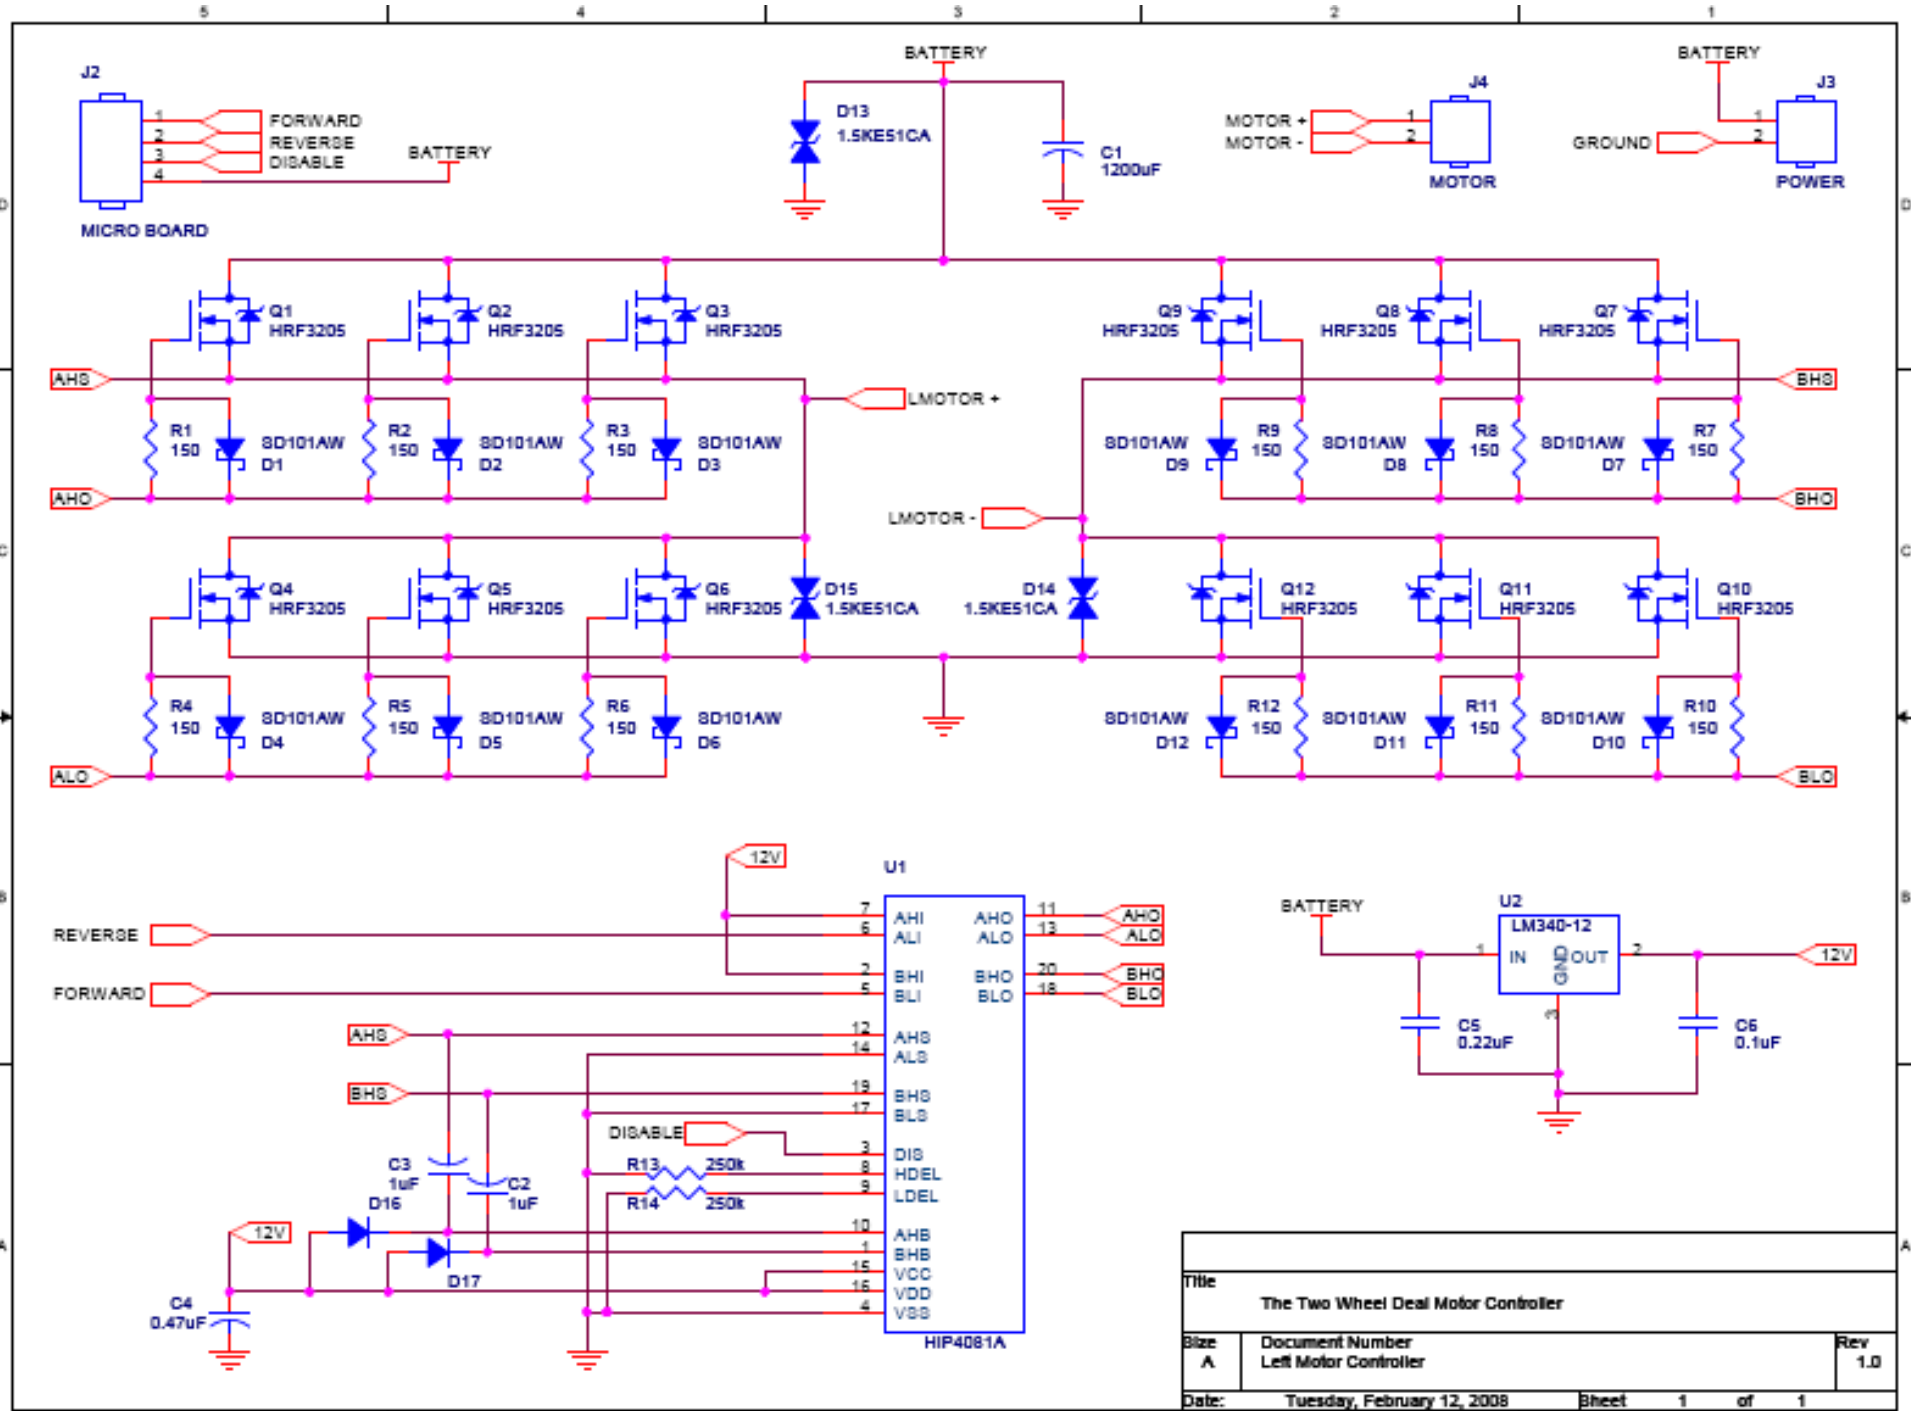 5 4 3 2 1
J2
1 FORWARD
2 REVERSE
3 DISABLE
4 BATTERY
MICRO BOARD
BATTERY
D13
1.5KE51CA
C1
1200uF
J4
MOTOR + 1
MOTOR - 2
MOTOR
BATTERY
J3
1
GROUND 2
POWER
D D
Q1
HRF3205
Q2
HRF3205
Q3
HRF3205
Q9
HRF3205
Q8
HRF3205
Q7
HRF3205
AHS
BHS
LMOTOR +
R1
150
SD101AW
D1
R2
150
SD101AW
D2
R3
150
SD101AW
D3
SD101AW
D9
R9
150
SD101AW
D8
R8
150
SD101AW
D7
R7
150
AHO
BHO
LMOTOR -
C C
Q4
HRF3205
Q5
HRF3205
Q6
HRF3205
D15
1.5KE51CA
D14
1.5KE51CA
Q12
HRF3205
Q11
HRF3205
Q10
HRF3205
R4
150
SD101AW
D4
R5
150
SD101AW
D5
R6
150
SD101AW
D6
SD101AW
D12
R12
150
SD101AW
D11
R11
150
SD101AW
D10
R10
150
ALO
BLO
12V
U1
7 AHI AHO 11 AHO
REVERSE 6 ALI ALO 13 ALO
2 BHI BHO 20 BHO
FORWARD 5 BLI BLO 18 BLO
AHS 12 AHS
14 ALS
BHS 19 BHS
17 BLS
DISABLE 3 DIS
R13 250k 8 HDEL
R14 250k 9 LDEL
10 AHB
1 BHB
15 VCC
16 VDD
4 VSS
HIP4081A
C3
1uF
C2
1uF
D16
D17
12V
C4
0.47uF
B B
BATTERY
U2
LM340-12
1 IN GND OUT 2 12V
3
C5
0.22uF
C6
0.1uF
A A
Title
The Two Wheel Deal Motor Controller
Size Document Number Rev
A Left Motor Controller 1.0
Date: Tuesday, February 12, 2008 Sheet 1 of 1